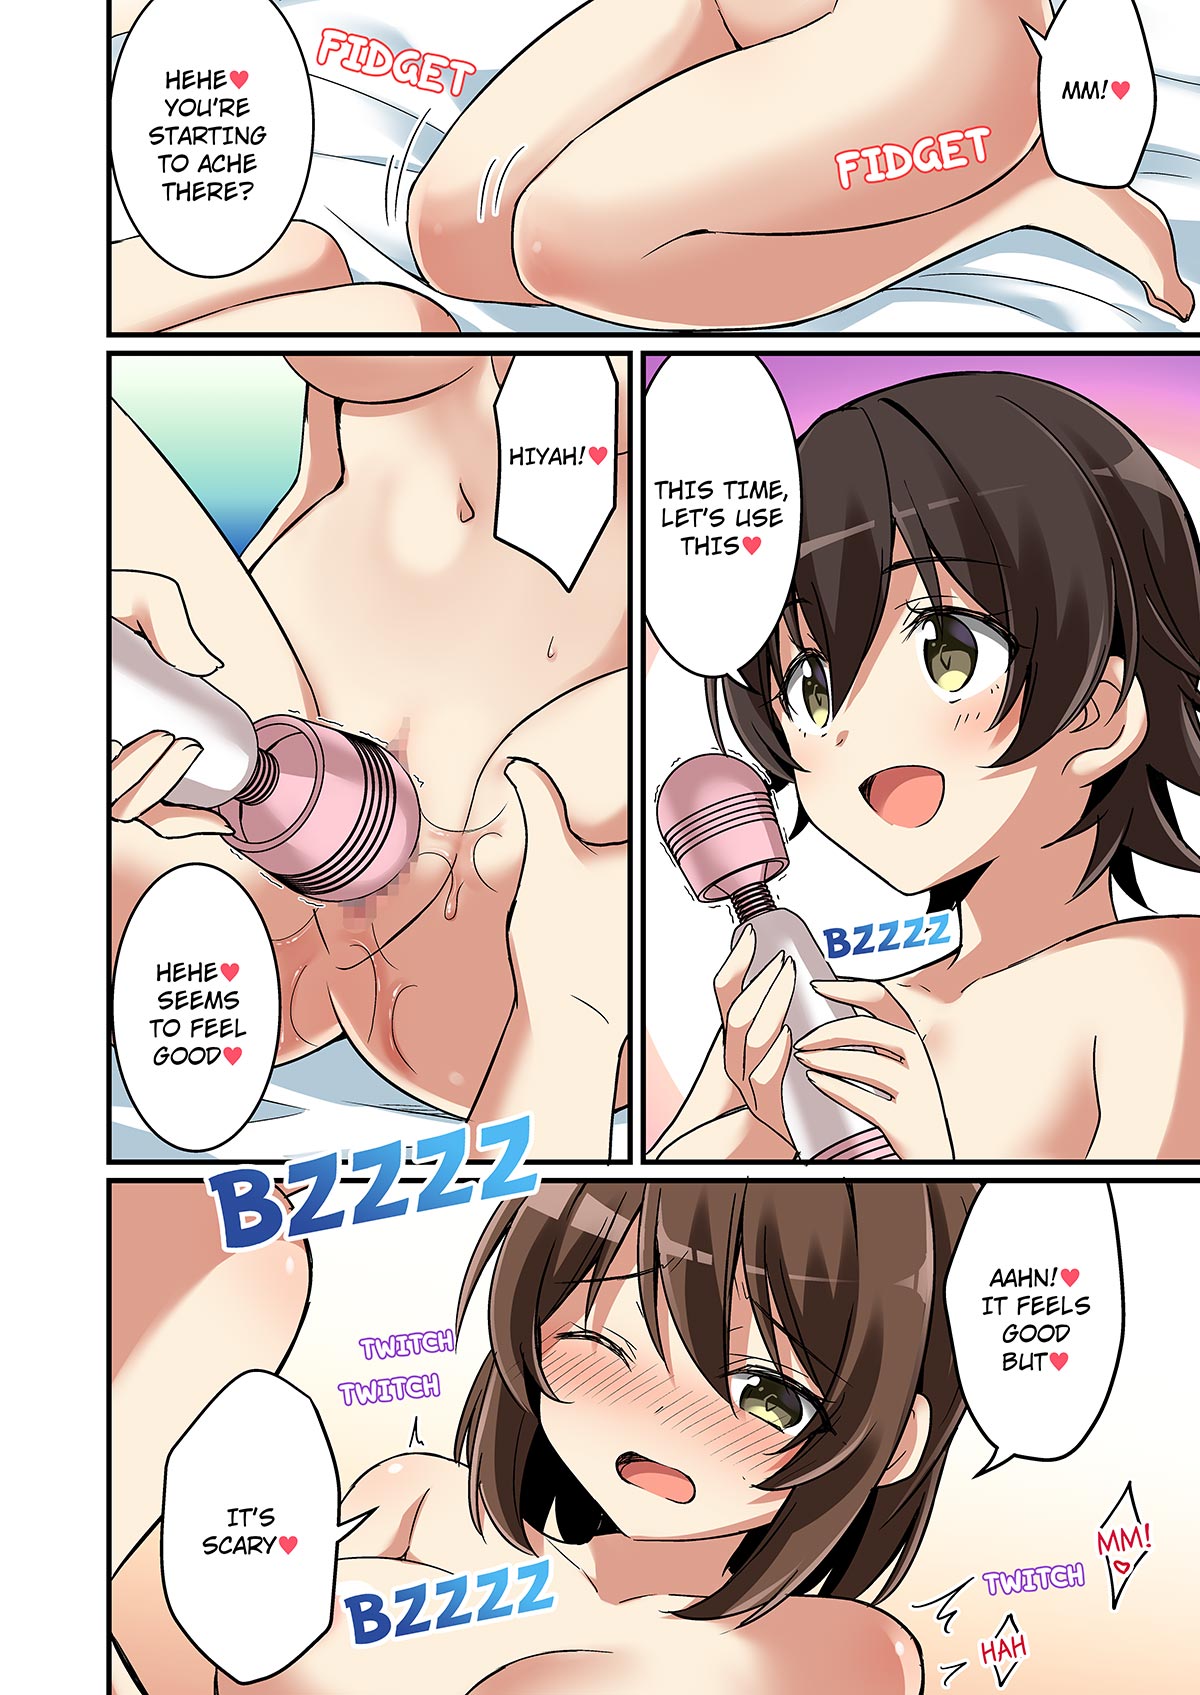 MM!♥
FIDGET
FIDGET
HEHE♥
YOU'RE
STARTING
TO ACHE
THERE?
THIS TIME,
LET'S USE
THIS♥
BZZZZ
HIYAH!♥
HEHE♥
SEEMS
TO FEEL
GOOD♥
BZZZZ
AAHN!♥
IT FEELS
GOOD
BUT♥
TWITCH
TWITCH
IT'S
SCARY♥
BZZZZ
MM!
♡
TWITCH
HAH